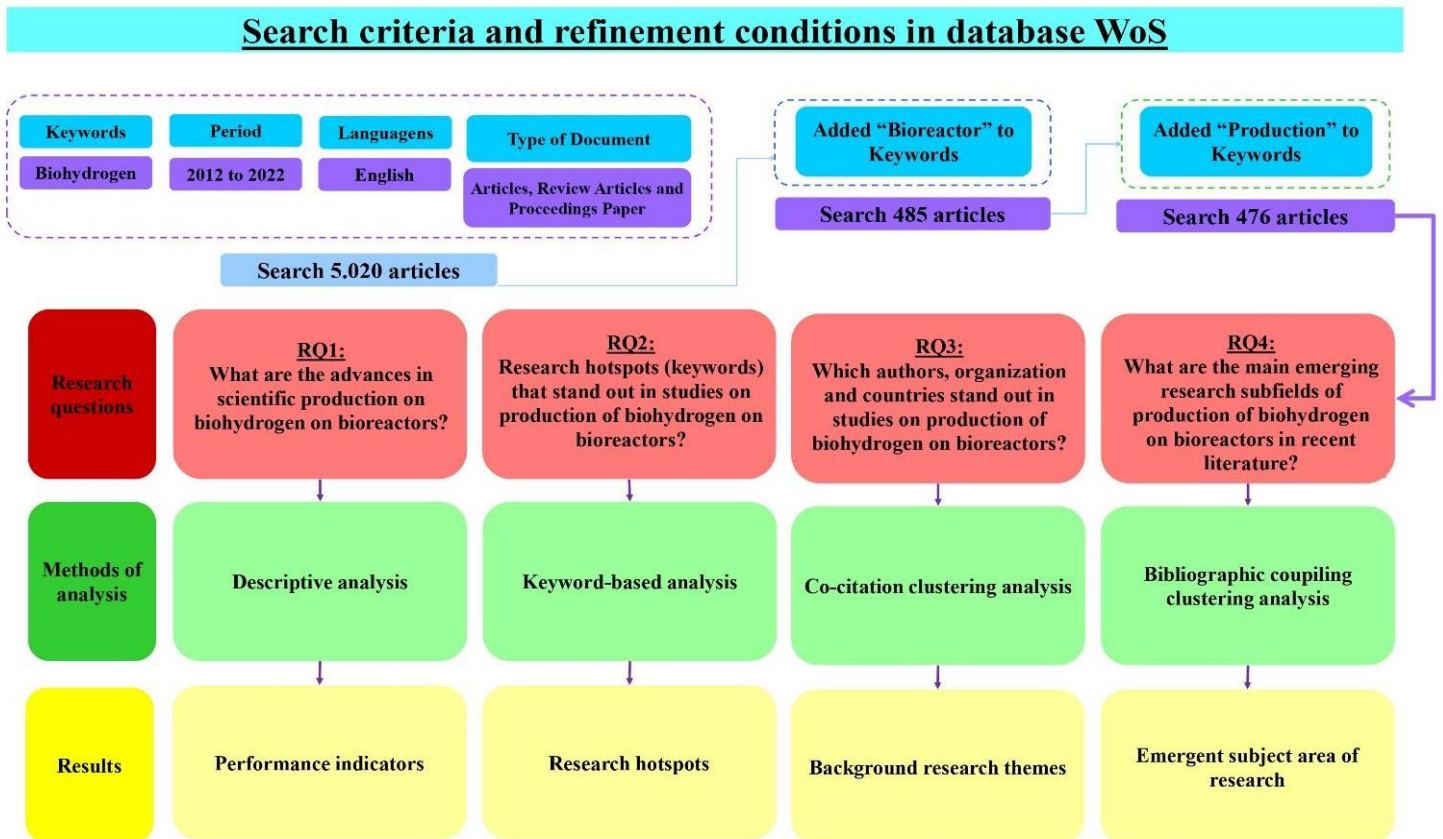 Search criteria and refinement conditions in database WoS
Keywords
Period
Languagens
Type of Document
Biohydrogen
2012 to 2022
English
Articles, Review Articles and
Proceedings Paper
Added “Bioreactor” to
Keywords
Added “Production” to
Keywords
Search 485 articles
Search 476 articles
Search 5.020 articles
Research
questions
RQ1:
What are the advances in
scientific production on
biohydrogen on bioreactors?
RQ2:
Research hotspots (keywords)
that stand out in studies on
production of biohydrogen on
bioreactors?
RQ3:
Which authors, organization
and countries stand out in
studies on production of
biohydrogen on bioreactors?
RQ4:
What are the main emerging
research subfields of
production of biohydrogen
on bioreactors in recent
literature?
Methods of
analysis
Descriptive analysis
Keyword-based analysis
Co-citation clustering analysis
Bibliographic coupiling
clustering analysis
Results
Performance indicators
Research hotspots
Background research themes
Emergent subject area of
research